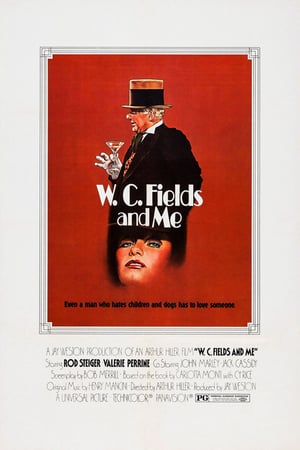 W. C. Fields
and Me
Even a man who hates children and dogs has to love someone.
A JAY WESTON PRODUCTION OF AN ARTHUR HILLER FILM "W. C. FIELDS AND ME"
Starring ROD STEIGER VALERIE PERRINE Co Starring JOHN MARLEY JACK CASSIDY
Screenplay by BOB MERRILL Based on the book by CARLOTTA MONTI with CY RICE
Original Music by HENRY MANCINI Directed by ARTHUR HILLER Produced by JAY WESTON
A UNIVERSAL PICTURE TECHNICOLOR® PANAVISION® PG